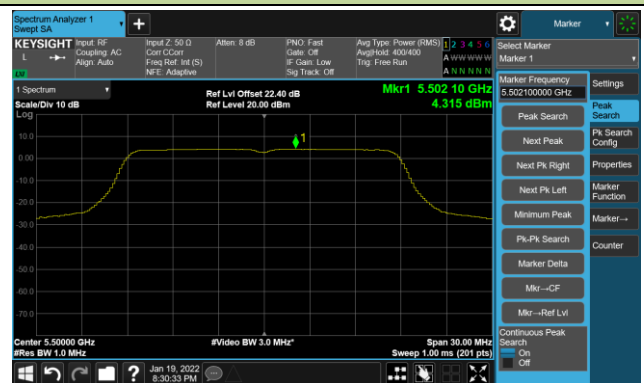 Spectrum Analyzer 1
Swept SA
Marker
KEYSIGHT
L
LW
Input: RF
Coupling: AC
Align: Auto
Input Z: 50 Ω
Corr CCorr
Freq Ref: Int (S)
NFE: Adaptive
Atten: 8 dB
PNO: Fast
Gate: Off
IF Gain: Low
Sig Track: Off
Avg Type: Power (RMS)
Avg|Hold: 400/400
Trig: Free Run
1 2 3 4 5 6
A W W W W W
A N N N N N
Select Marker
Marker 1
1 Spectrum
Scale/Div 10 dB
Log
Ref Lvl Offset 22.40 dB
Ref Level 20.00 dBm
Mkr1 5.502 10 GHz
4.315 dBm
1
10.0
0.00
-10.0
-20.0
-30.0
-40.0
-50.0
-60.0
-70.0
Center 5.50000 GHz
#Res BW 1.0 MHz
#Video BW 3.0 MHz*
Span 30.00 MHz
Sweep 1.00 ms (201 pts)
Marker Frequency
5.502100000 GHz
Peak Search
Next Peak
Next Pk Right
Next Pk Left
Minimum Peak
Pk-Pk Search
Marker Delta
Mkr→CF
Mkr→Ref Lvl
Continuous Peak
Search
On
Off
Settings
Peak
Search
Pk Search
Config
Properties
Marker
Function
Marker→
Counter
Jan 19, 2022
8:30:33 PM